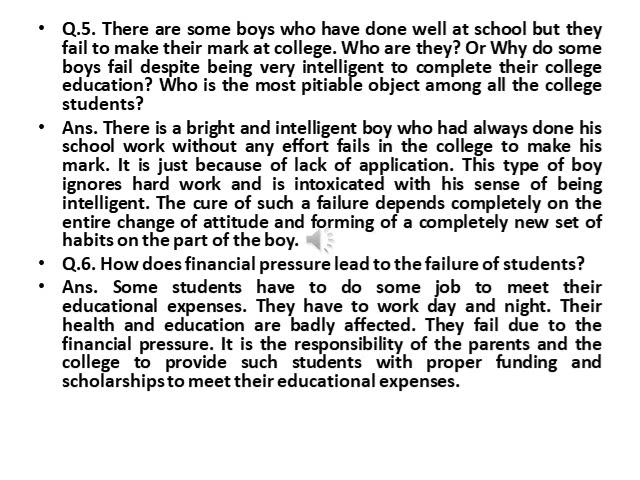 • Q.5. There are some boys who have done well at school but they
fail to make their mark at college. Who are they? Or Why do some
boys fail despite being very intelligent to complete their college
education? Who is the most pitiable object among all the college
students?
• Ans. There is a bright and intelligent boy who had always done his
school work without any effort fails in the college to make his
mark. It is just because of lack of application. This type of boy
ignores hard work and is intoxicated with his sense of being
intelligent. The cure of such a failure depends completely on the
entire change of attitude and forming of a completely new set of
habits on the part of the boy.
• Q.6. How does financial pressure lead to the failure of students?
• Ans. Some students have to do some job to meet their
educational expenses. They have to work day and night. Their
health and education are badly affected. They fail due to the
financial pressure. It is the responsibility of the parents and the
college to provide such students with proper funding and
scholarships to meet their educational expenses.